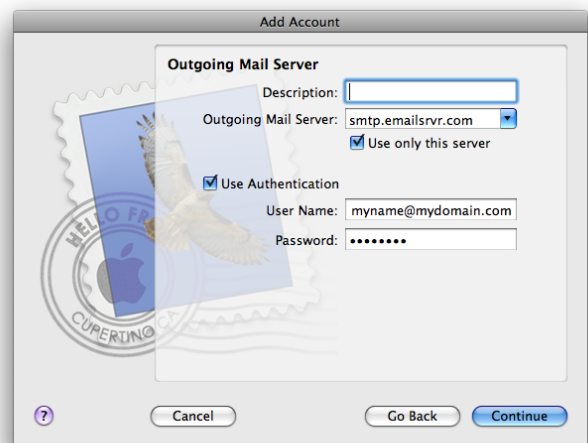 Add Account
Outgoing Mail Server
Description:
Outgoing Mail Server: smtp.emailsrvr.com
Use only this server
Use Authentication
User Name: myname@mydomain.com
Password: ••••••••
HELLO FR
CUPERTINO CA
? Cancel Go Back Continue